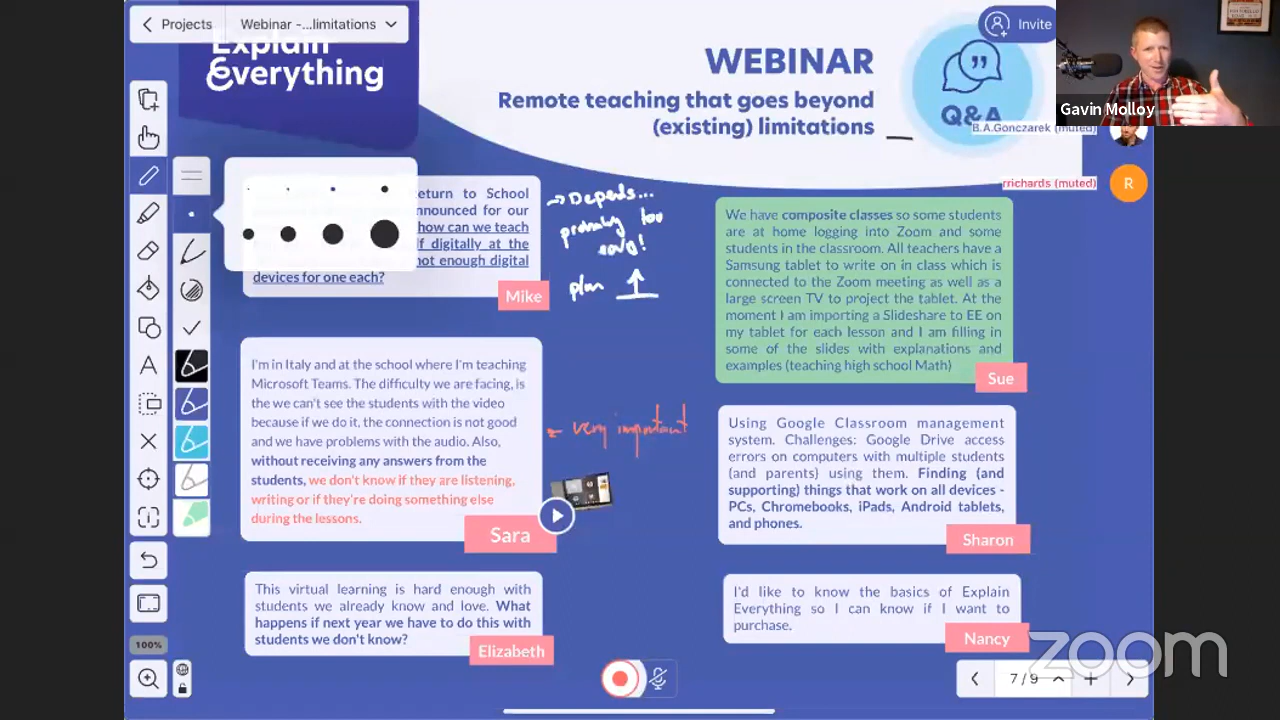 Projects
Webinar -...limitations
Invite
Explain
Everything
WEBINAR
Remote teaching that goes beyond
(existing) limitations
Q&A
Gavin Molloy
B.A.Gonczarek (muted)
rrichards (muted)
R
eturn to School
nnounced for our
how can we teach
f digitally at the
not enough digital
devices for one each?
Mike
Depends...
probably too
plan
We have composite classes so some students
are at home logging into Zoom and some
students in the classroom. All teachers have a
Samsung tablet to write on in class which is
connected to the Zoom meeting as well as a
large screen TV to project the tablet. At the
moment I am importing a Slideshare to EE on
my tablet for each lesson and I am filling in
some of the slides with explanations and
examples (teaching high school Math)
Sue
I'm in Italy and at the school where I'm teaching
Microsoft Teams. The difficulty we are facing, is
the we can't see the students with the video
because if we do it, the connection is not good
and we have problems with the audio. Also,
without receiving any answers from the
students, we don't know if they are listening,
writing or if they're doing something else
during the lessons.
Sara
= very important
Using Google Classroom management
system. Challenges: Google Drive access
errors on computers with multiple students
(and parents) using them. Finding (and
supporting) things that work on all devices -
PCs, Chromebooks, iPads, Android tablets,
and phones.
Sharon
This virtual learning is hard enough with
students we already know and love. What
happens if next year we have to do this with
students we don't know?
Elizabeth
I'd like to know the basics of Explain
Everything so I can know if I want to
purchase.
Nancy
A
100%
7/9
zoom